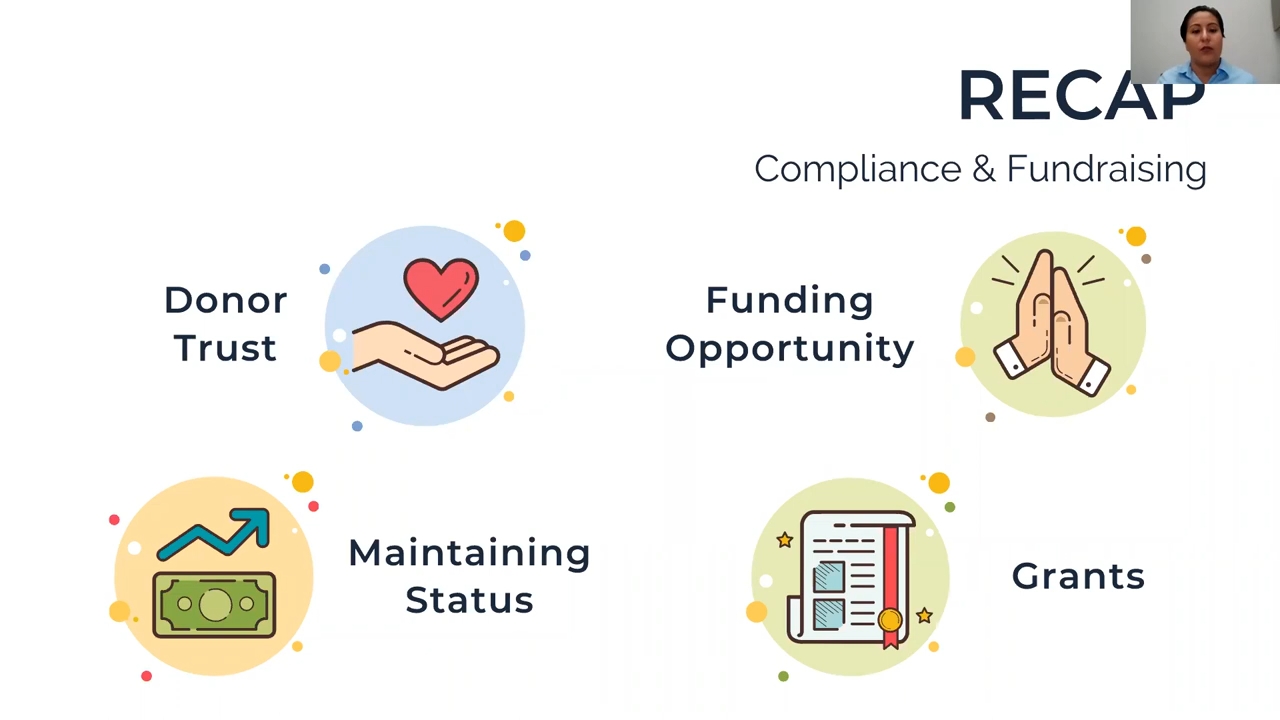 RECAP
Compliance & Fundraising
Donor
Trust
Funding
Opportunity
Maintaining
Status
Grants